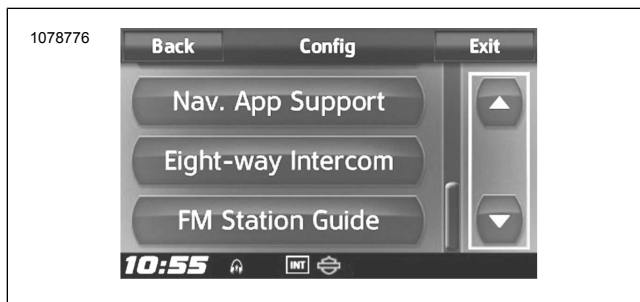 1078776
Back Config Exit
Nav. App Support
Eight-way Intercom
FM Station Guide
10:55 INT